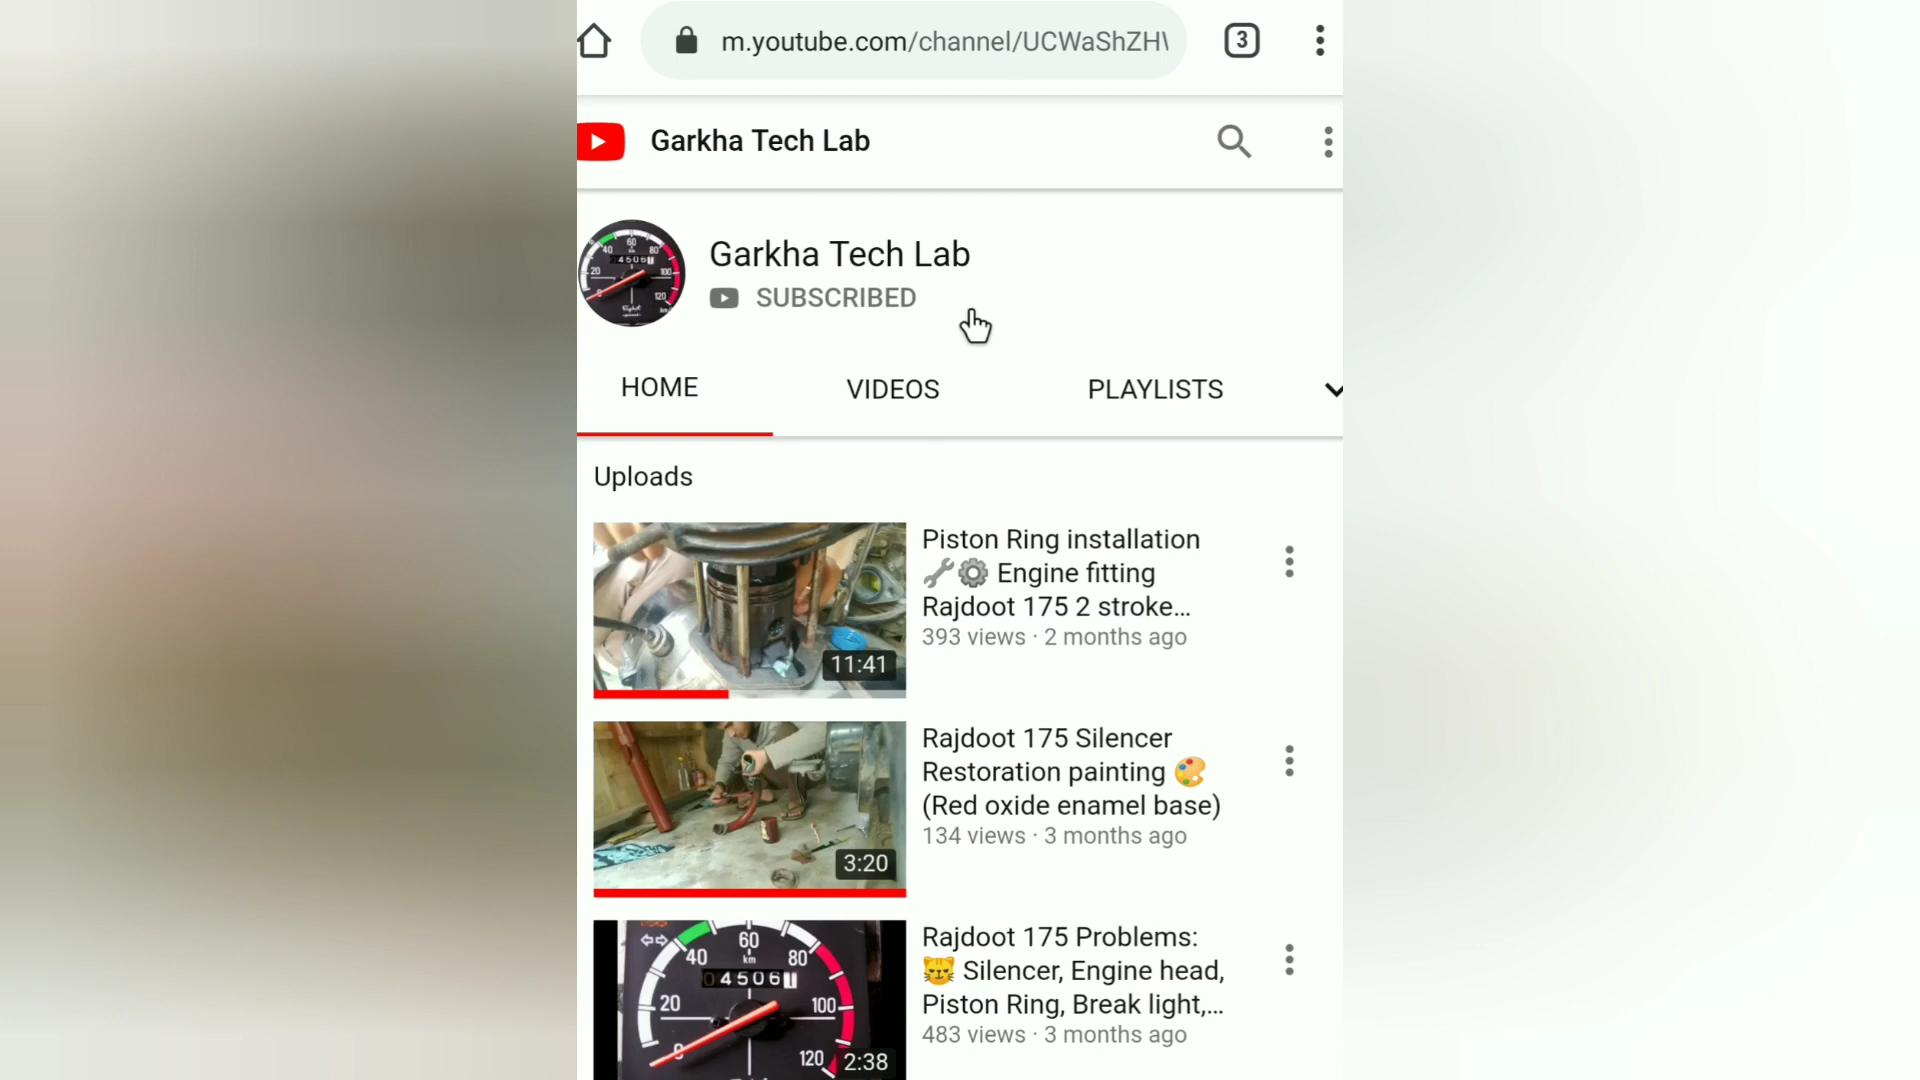 m.youtube.com/channel/UCWaShZH
3
Garkha Tech Lab
Garkha Tech Lab
SUBSCRIBED
HOME
VIDEOS
PLAYLISTS
Uploads
Piston Ring installation
🔧⚙️ Engine fitting
Rajdoot 175 2 stroke...
393 views · 2 months ago
11:41
Rajdoot 175 Silencer
Restoration painting 🎨
(Red oxide enamel base)
134 views · 3 months ago
3:20
Rajdoot 175 Problems:
😼 Silencer, Engine head,
Piston Ring, Break light,...
483 views · 3 months ago
2:38
0
20
40
60
km
80
100
120
04506